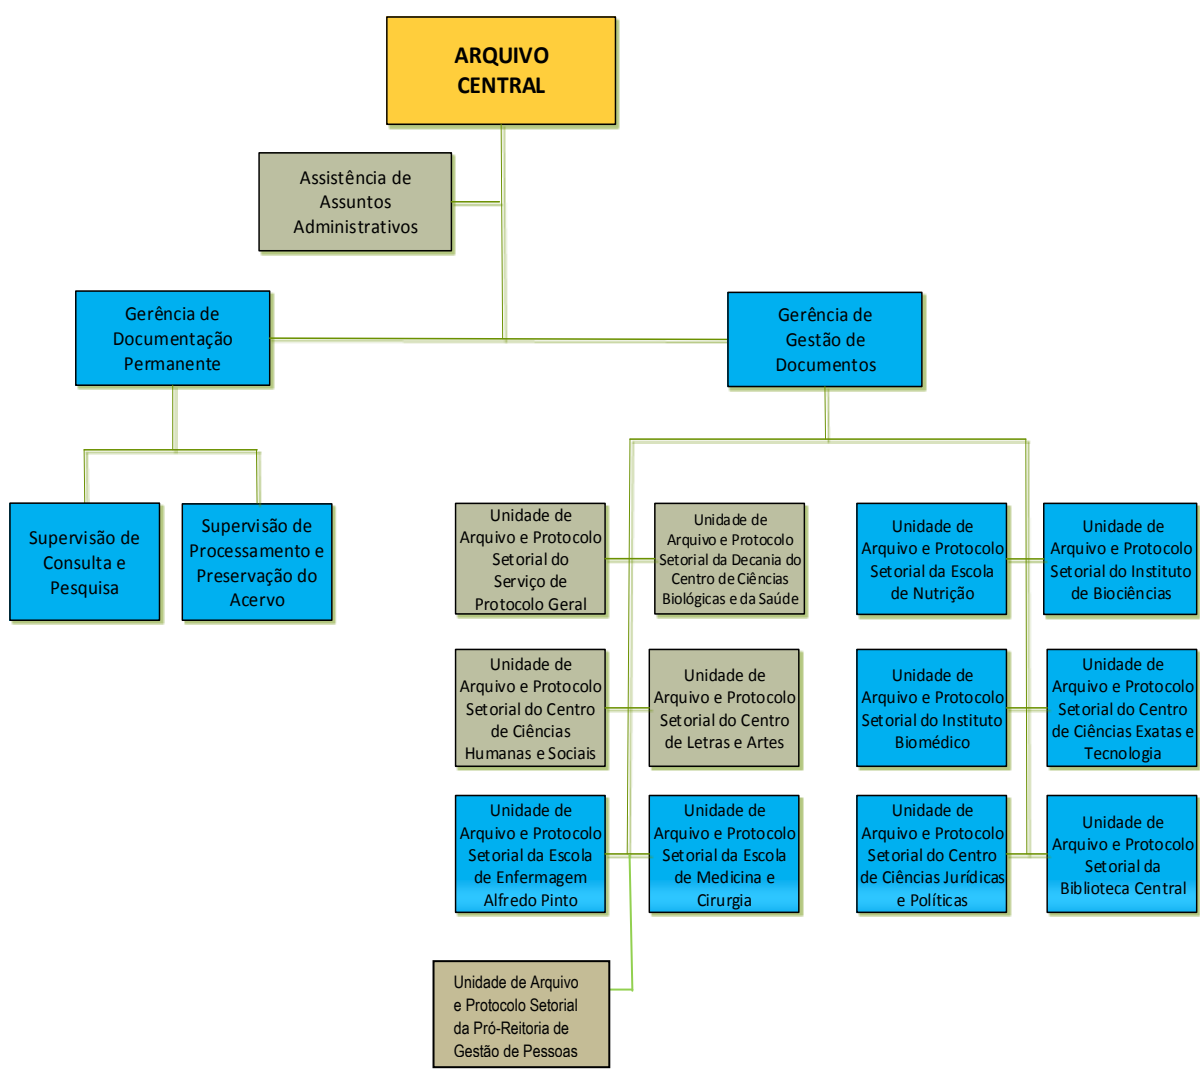 ARQUIVO
CENTRAL
Assistência de
Assuntos
Administrativos
Gerência de
Documentação
Permanente
Gerência de
Gestão de
Documentos
Supervisão de
Consulta e
Pesquisa
Supervisão de
Processamento e
Preservação do
Acervo
Unidade de
Arquivo e Protocolo
Setorial do
Serviço de
Protocolo Geral
Unidade de
Arquivo e Protocolo
Setorial da Decania do
Centro de Ciências
Biológicas e da Saúde
Unidade de
Arquivo e Protocolo
Setorial da Escola
de Nutrição
Unidade de
Arquivo e Protocolo
Setorial do Instituto
de Biociências
Unidade de
Arquivo e Protocolo
Setorial do Centro
de Ciências
Humanas e Sociais
Unidade de
Arquivo e Protocolo
Setorial do Centro
de Letras e Artes
Unidade de
Arquivo e Protocolo
Setorial do Instituto
Biomédico
Unidade de
Arquivo e Protocolo
Setorial do Centro
de Ciências Exatas e
Tecnologia
Unidade de
Arquivo e Protocolo
Setorial da Escola
de Enfermagem
Alfredo Pinto
Unidade de
Arquivo e Protocolo
Setorial da Escola
de Medicina e
Cirurgia
Unidade de
Arquivo e Protocolo
Setorial do Centro
de Ciências Jurídicas
e Políticas
Unidade de
Arquivo e Protocolo
Setorial da
Biblioteca Central
Unidade de Arquivo
e Protocolo Setorial
da Pró-Reitoria de
Gestão de Pessoas